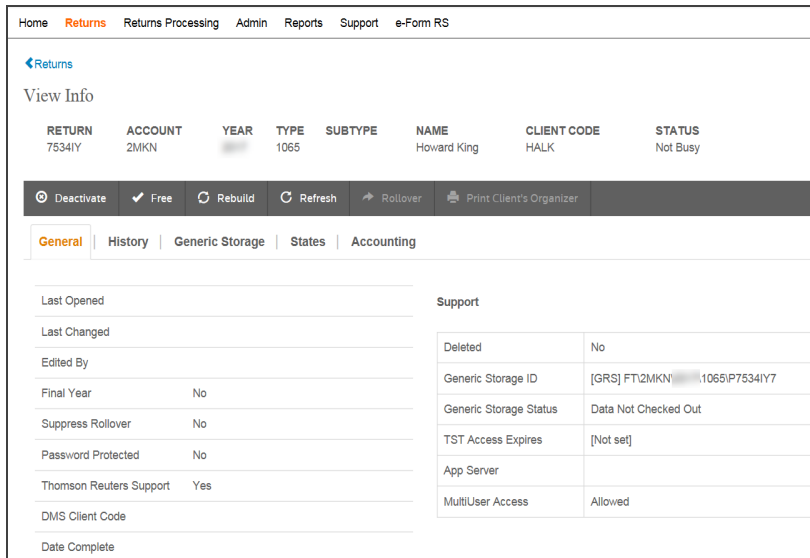 Home Returns Returns Processing Admin Reports Support e-Form RS
Returns
View Info
RETURN ACCOUNT YEAR TYPE SUBTYPE NAME CLIENT CODE STATUS
7534IY 2MKN 1065 Howard King HALK Not Busy
Deactivate Free Rebuild Refresh Rollover Print Client's Organizer
General | History | Generic Storage | States | Accounting
Last Opened
Last Changed
Edited By
Final Year No
Suppress Rollover No
Password Protected No
Thomson Reuters Support Yes
DMS Client Code
Date Complete
Support
Deleted No
Generic Storage ID [GRS] FT\2MKN\ \1065\P7534IY7
Generic Storage Status Data Not Checked Out
TST Access Expires [Not set]
App Server
MultiUser Access Allowed